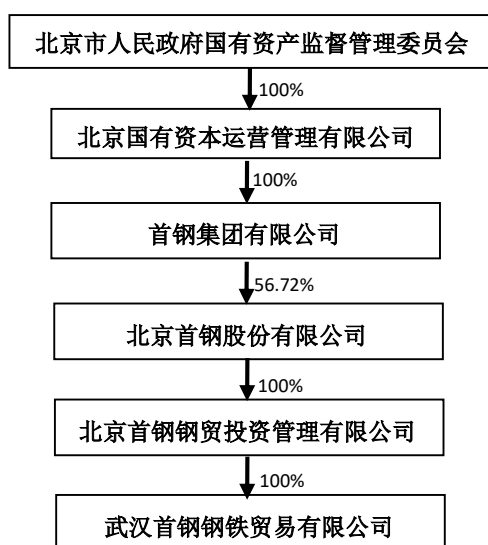 北京市人民政府国有资产监督管理委员会
100%
北京国有资本运营管理有限公司
100%
首钢集团有限公司
56.72%
北京首钢股份有限公司
100%
北京首钢钢贸投资管理有限公司
100%
武汉首钢钢铁贸易有限公司